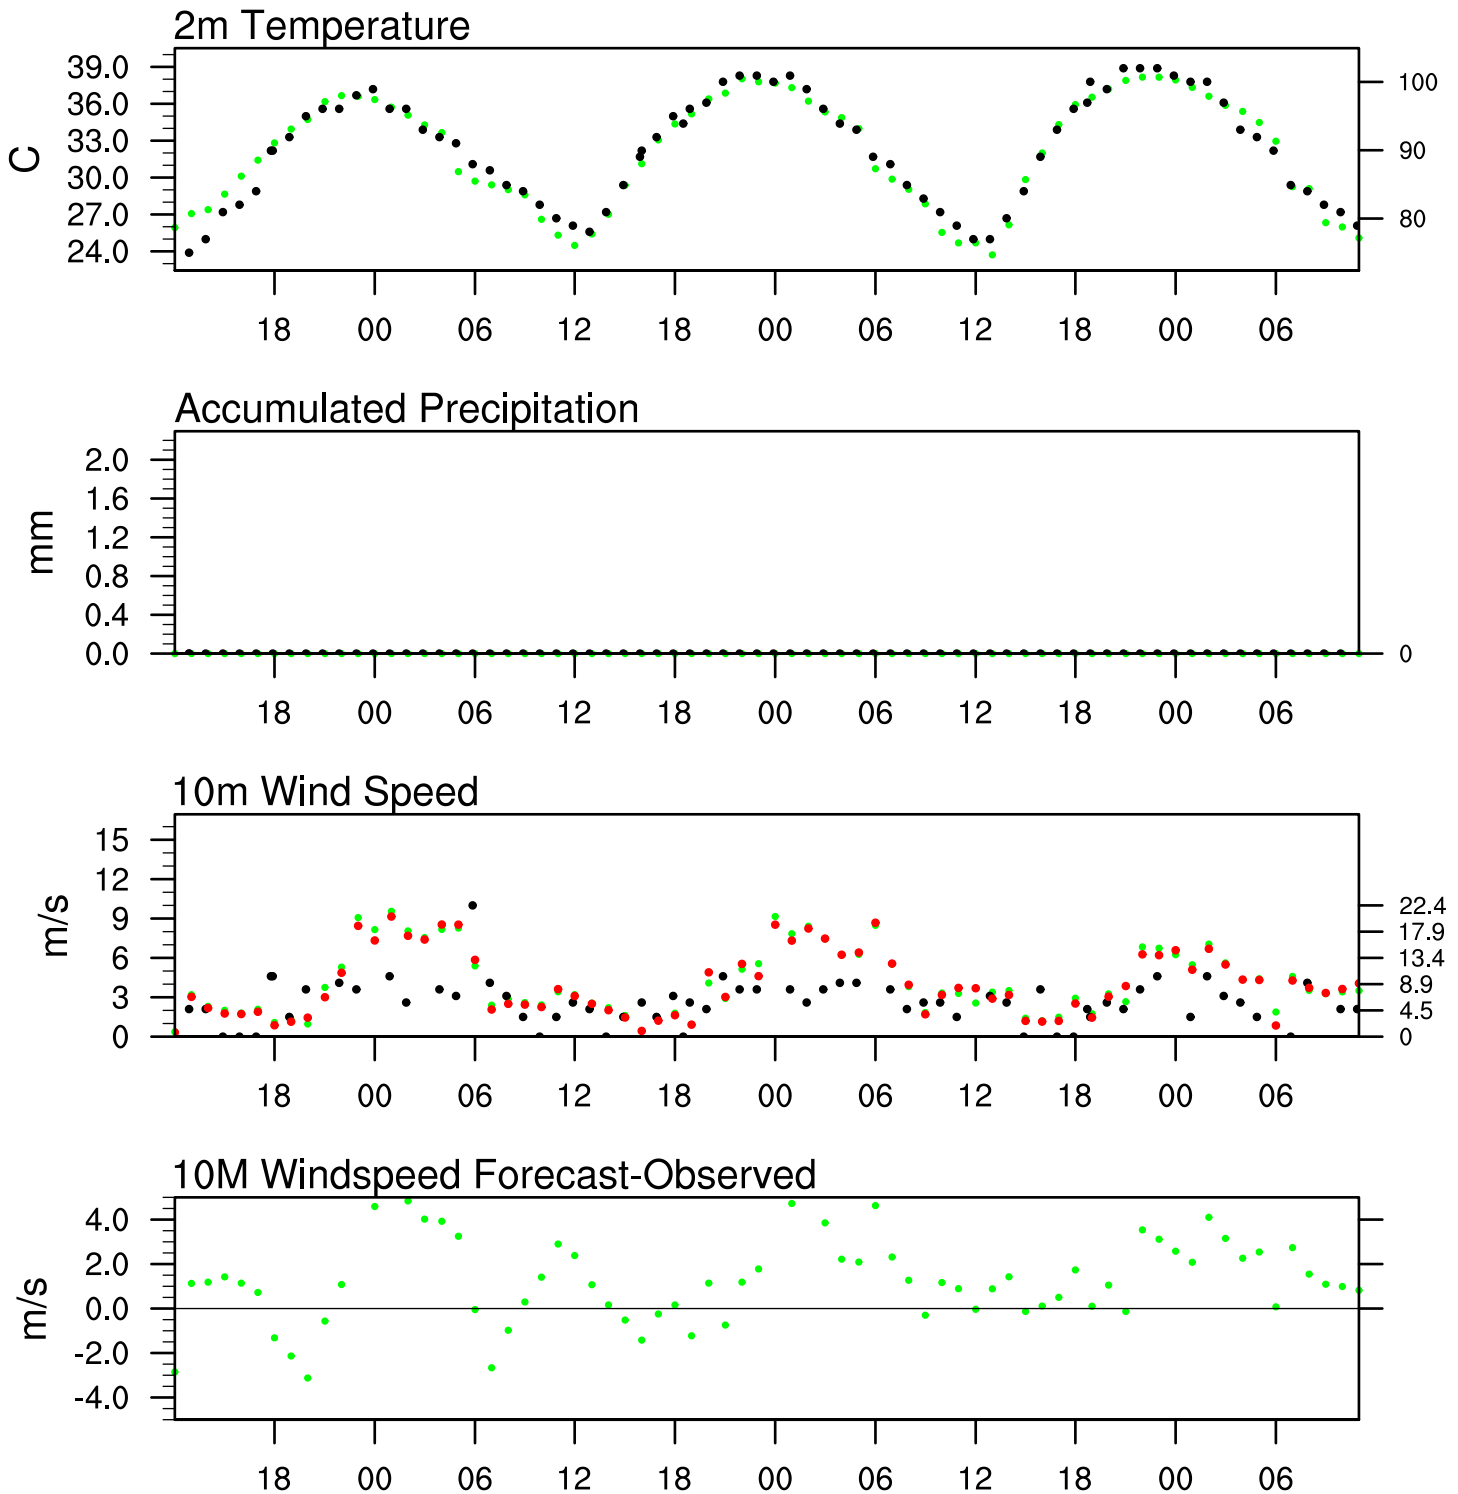 2m Temperature
39.0
36.0
33.0
30.0
27.0
24.0
C
100
90
80
18 00 06 12 18 00 06 12 18 00 06
Accumulated Precipitation
2.0
1.6
1.2
0.8
0.4
0.0
mm
0
18 00 06 12 18 00 06 12 18 00 06
10m Wind Speed
15
12
9
6
3
0
m/s
22.4
17.9
13.4
8.9
4.5
0
18 00 06 12 18 00 06 12 18 00 06
10M Windspeed Forecast-Observed
4.0
2.0
0.0
-2.0
-4.0
m/s
18 00 06 12 18 00 06 12 18 00 06